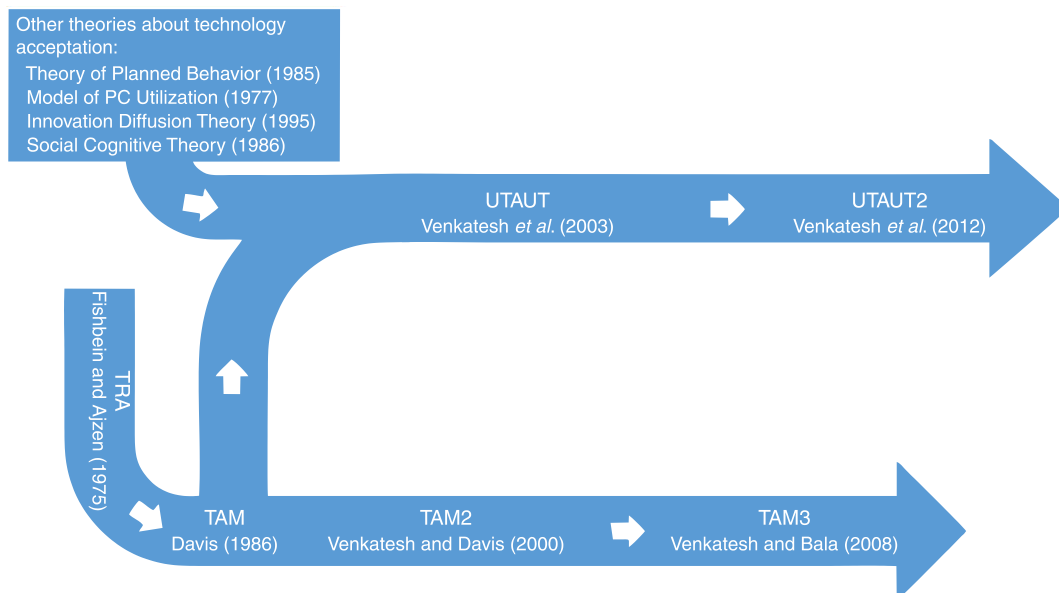 Other theories about technology
acceptation:
Theory of Planned Behavior (1985)
Model of PC Utilization (1977)
Innovation Diffusion Theory (1995)
Social Cognitive Theory (1986)
UTAUT
Venkatesh et al. (2003)
UTAUT2
Venkatesh et al. (2012)
TRA
Fishbein and Ajzen (1975)
TAM
Davis (1986)
TAM2
Venkatesh and Davis (2000)
TAM3
Venkatesh and Bala (2008)